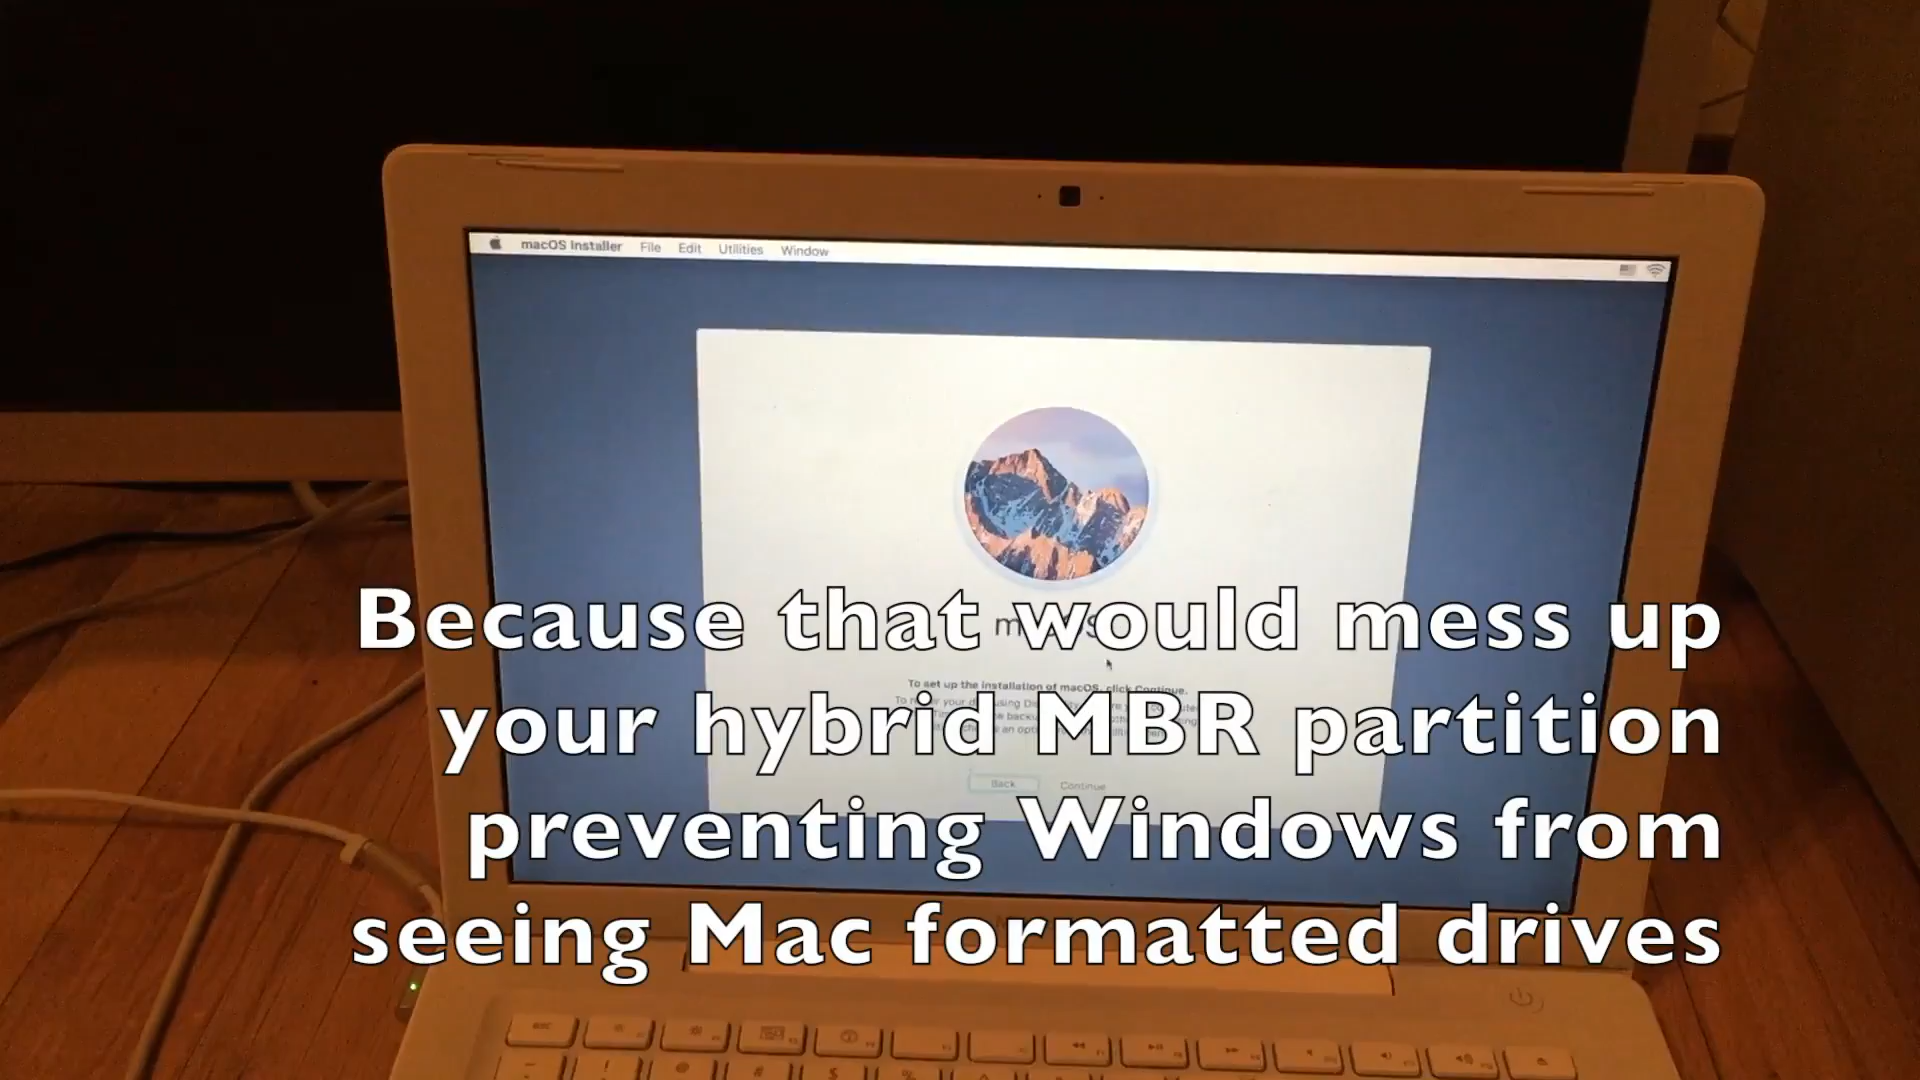 macOS Installer File Edit Utilities Window
Because that would mess up
To set up the installation of macOS, click Continue.
your hybrid MBR partition
Back Continue
preventing Windows from
seeing Mac formatted drives
esc